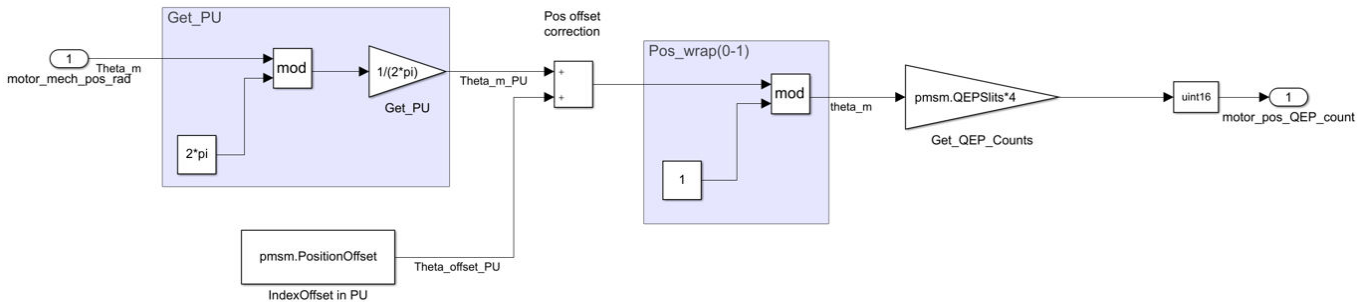 Get_PU
Pos offset
correction
Pos_wrap(0-1)
1
Theta_m
motor_mech_pos_rad
mod
1/(2*pi)
Get_PU
Theta_m_PU
+
+
2*pi
mod
theta_m
1
pmsm.QEPSlits*4
Get_QEP_Counts
uint16
1
motor_pos_QEP_count
pmsm.PositionOffset
Theta_offset_PU
IndexOffset in PU